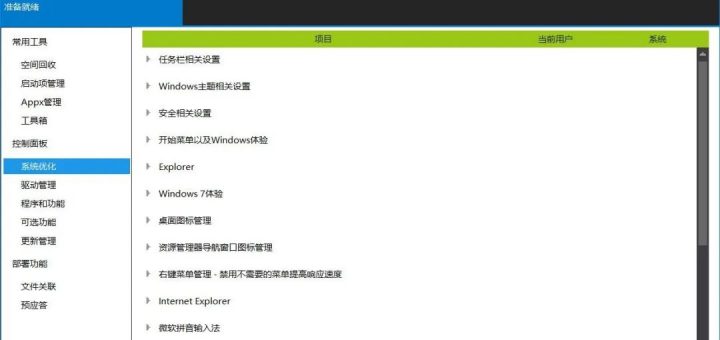 准备就绪
常用工具
空间回收
启动项管理
Appx管理
工具箱
控制面板
系统优化
驱动管理
程序和功能
可选功能
更新管理
部署功能
文件关联
预应答
项目 当前用户 系统
任务栏相关设置
Windows主题相关设置
安全相关设置
开始菜单以及Windows体验
Explorer
Windows 7体验
桌面图标管理
资源管理器导航窗口图标管理
右键菜单管理 - 禁用不需要的菜单提高响应速度
Internet Explorer
微软拼音输入法